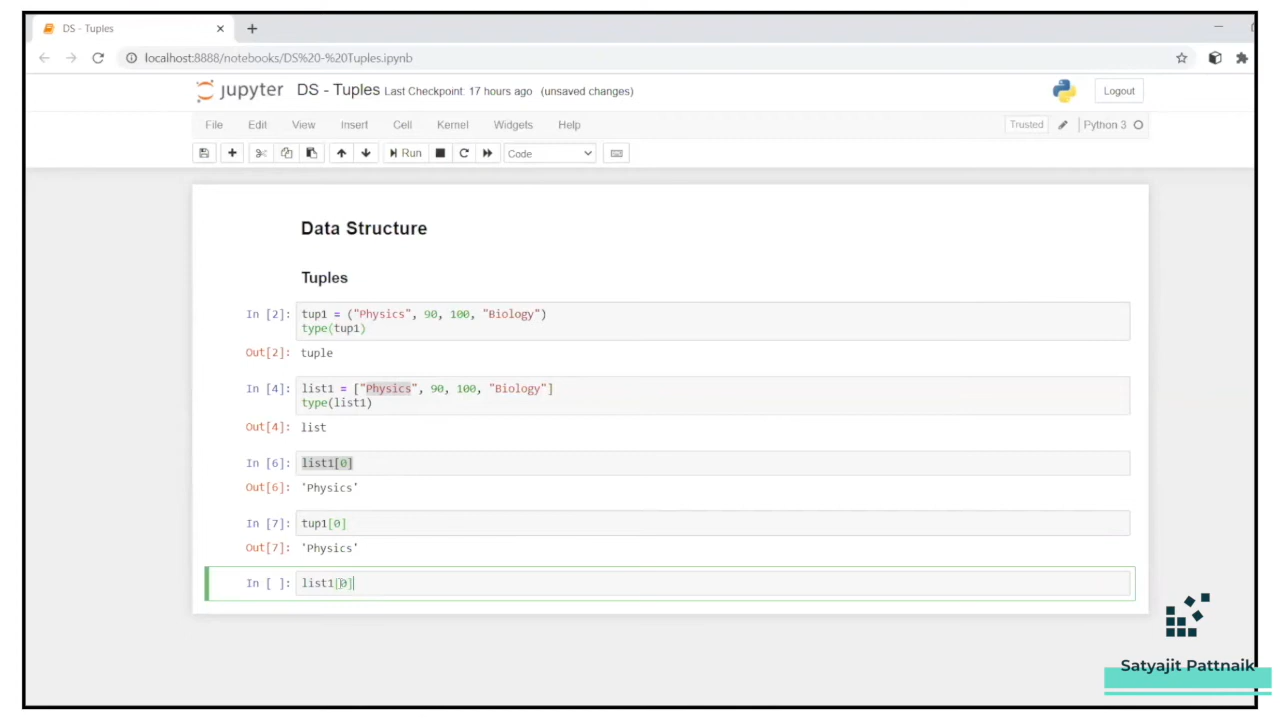 DS - Tuples
localhost:8888/notebooks/DS%20-%20Tuples.ipynb
jupyter DS - Tuples Last Checkpoint: 17 hours ago (unsaved changes) Logout
File Edit View Insert Cell Kernel Widgets Help Trusted Python 3
Run Code
Data Structure
Tuples
In [2]: tup1 = ("Physics", 90, 100, "Biology")
type(tup1)
Out[2]: tuple
In [4]: list1 = ["Physics", 90, 100, "Biology"]
type(list1)
Out[4]: list
In [6]: list1[0]
Out[6]: 'Physics'
In [7]: tup1[0]
Out[7]: 'Physics'
In [ ]: list1[0]
Satyajit Pattnaik